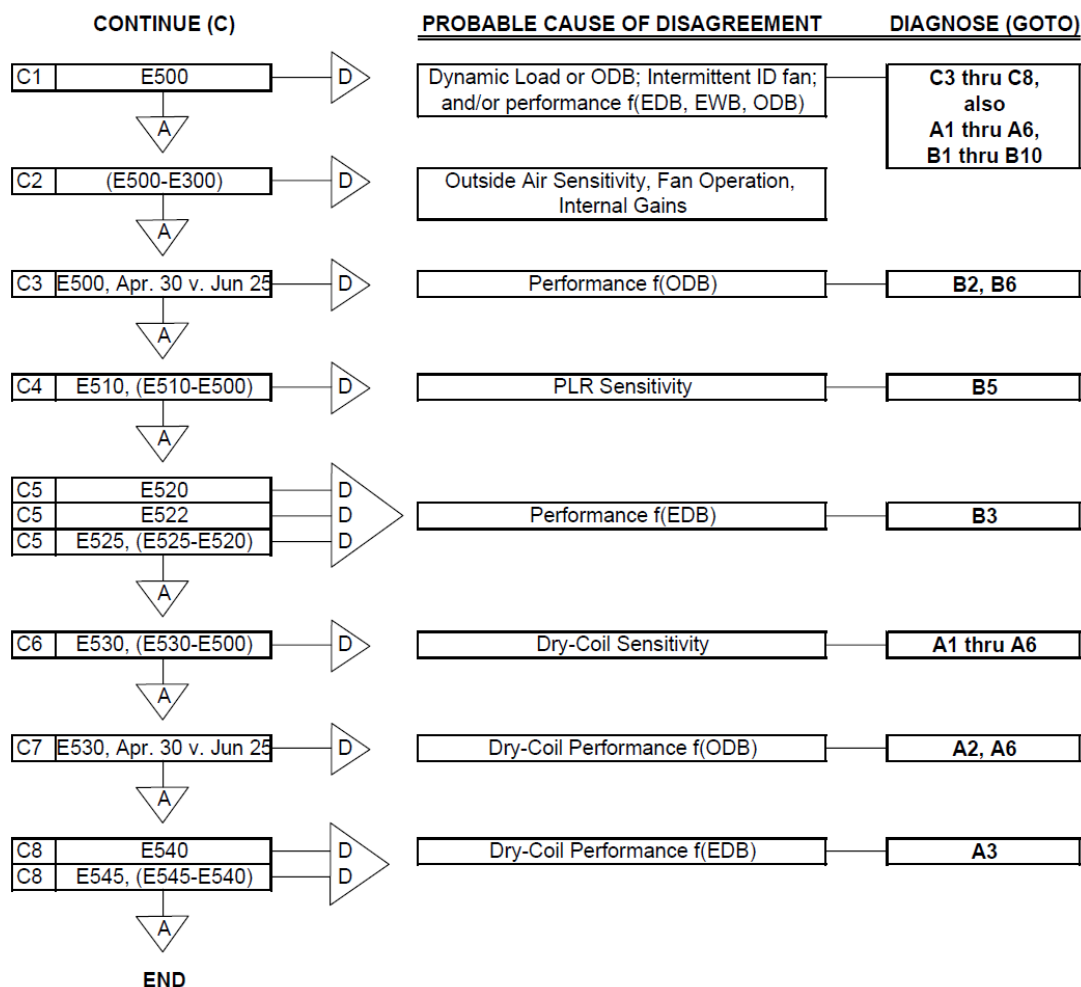 CONTINUE (C) PROBABLE CAUSE OF DISAGREEMENT DIAGNOSE (GOTO)
C1 E500 D Dynamic Load or ODB; Intermittent ID fan; C3 thru C8,
and/or performance f(EDB, EWB, ODB) also
A A1 thru A6,
B1 thru B10
C2 (E500-E300) D Outside Air Sensitivity, Fan Operation,
Internal Gains
A
C3 E500, Apr. 30 v. Jun 25 D Performance f(ODB) B2, B6
A
C4 E510, (E510-E500) D PLR Sensitivity B5
A
C5 E520 D
C5 E522 D Performance f(EDB) B3
C5 E525, (E525-E520) D
A
C6 E530, (E530-E500) D Dry-Coil Sensitivity A1 thru A6
A
C7 E530, Apr. 30 v. Jun 25 D Dry-Coil Performance f(ODB) A2, A6
A
C8 E540 D Dry-Coil Performance f(EDB) A3
C8 E545, (E545-E540) D
A
END